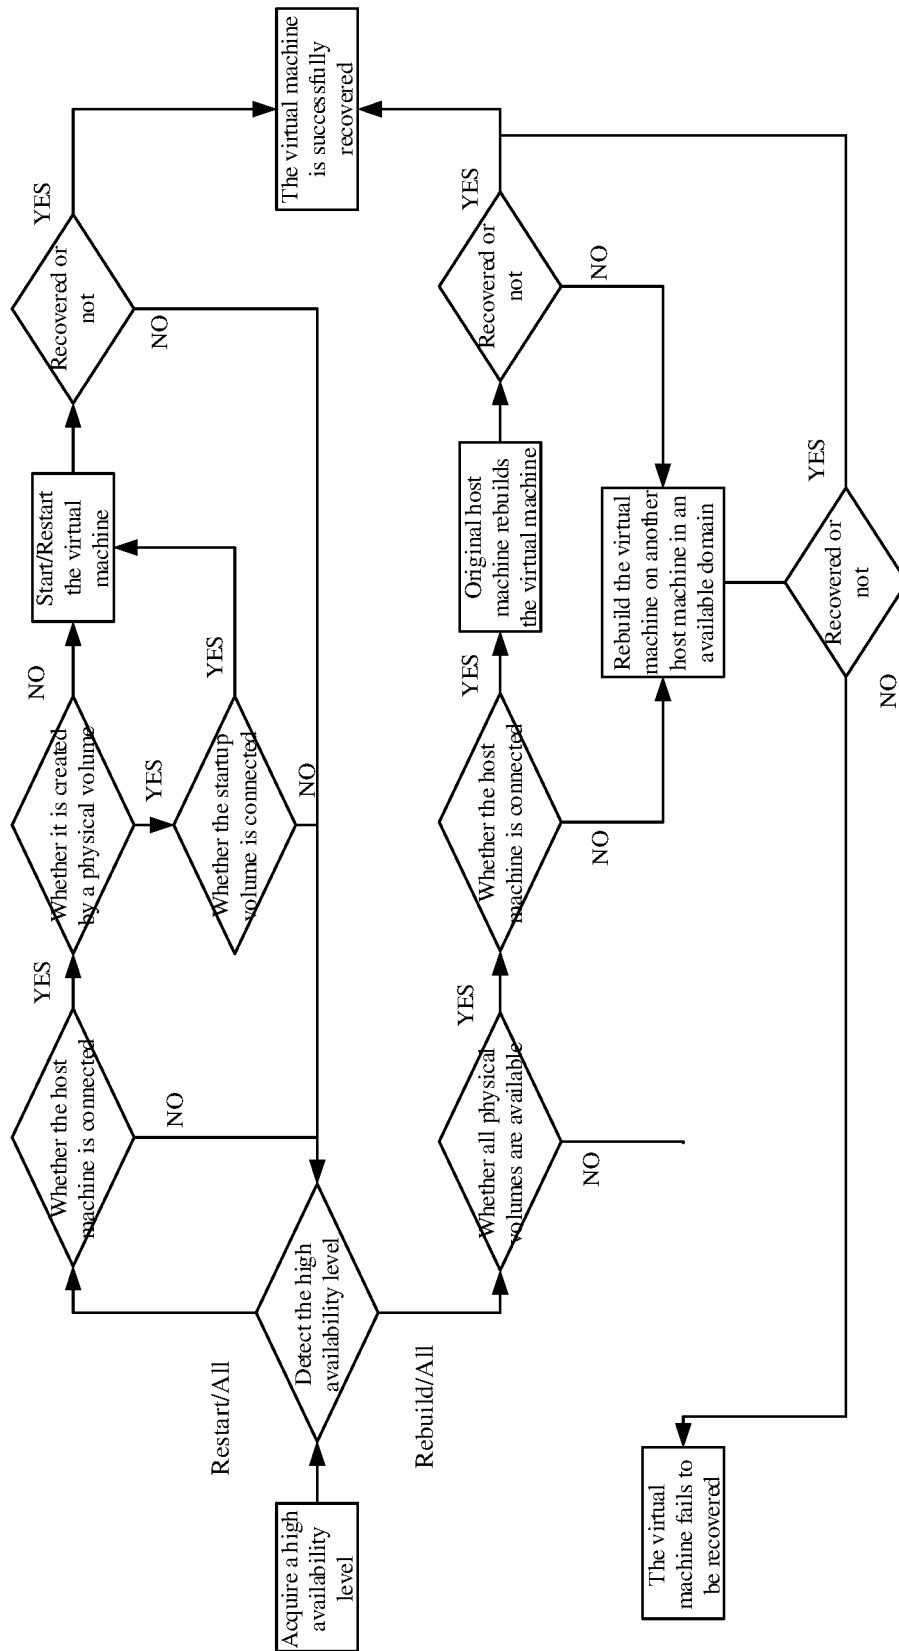 Acquire a high
availability
level
Detect the high
availability level
Restart/All
Rebuild/All
Whether the host
machine is connected
YES
NO
Whether it is created
by a physical volume
NO
YES
Whether the startup
volume is connected
YES
NO
Start/Restart
the virtual
machine
Recovered or
not
YES
NO
The virtual machine
is successfully
recovered
Whether all physical
volumes are available
YES
NO
Whether the host
machine is connected
YES
NO
Original host
machine rebuilds
the virtual machine
Recovered or
not
YES
NO
Rebuild the virtual
machine on another
host machine in an
available domain
Recovered or
not
YES
NO
The virtual
machine fails to
be recovered